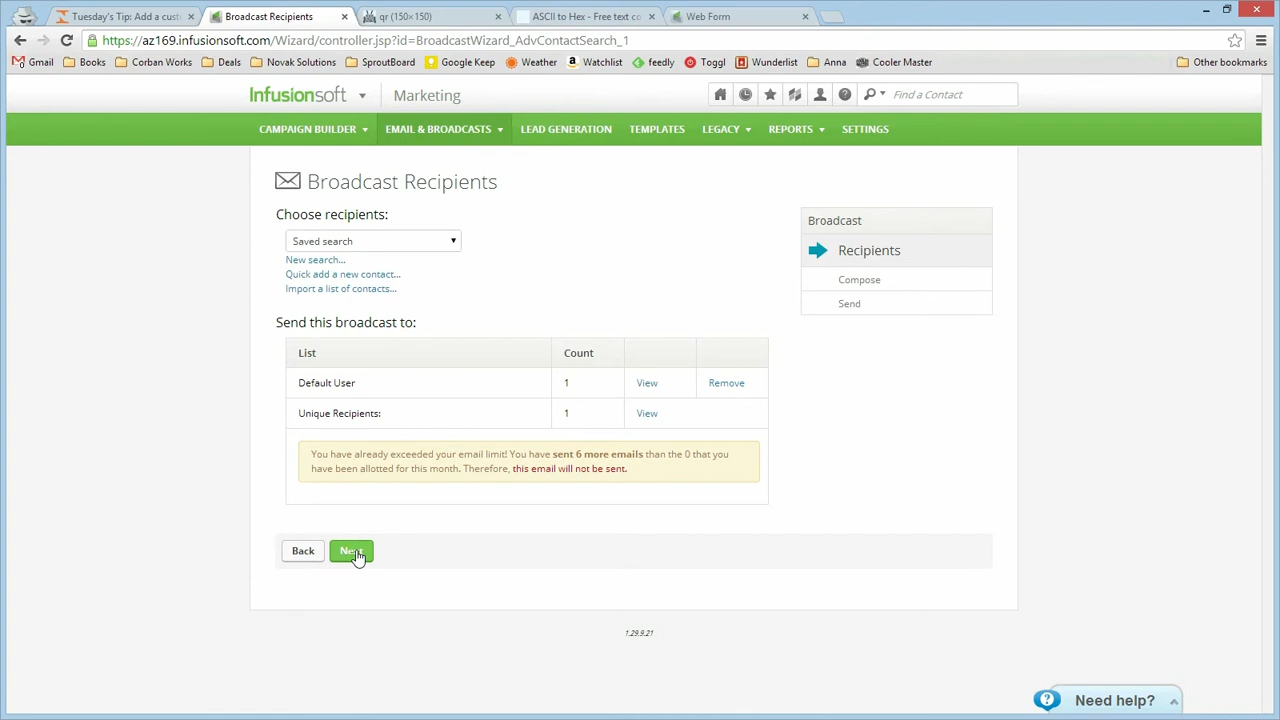 Tuesday's Tip: Add a cust
Broadcast Recipients
qr (150×150)
ASCII to Hex - Free text co
Web Form
https://az169.infusionsoft.com/Wizard/controller.jsp?id=BroadcastWizard_AdvContactSearch_1
Gmail Books Corban Works Deals Novak Solutions SproutBoard Google Keep Weather Watchlist feedly Toggl Wunderlist Anna Cooler Master Other bookmarks
Infusionsoft Marketing Find a Contact
CAMPAIGN BUILDER EMAIL & BROADCASTS LEAD GENERATION TEMPLATES LEGACY REPORTS SETTINGS
Broadcast Recipients
Choose recipients:
Saved search
New search...
Quick add a new contact...
Import a list of contacts...
Send this broadcast to:
List Count
Default User 1 View Remove
Unique Recipients: 1 View
You have already exceeded your email limit! You have sent 6 more emails than the 0 that you
have been allotted for this month. Therefore, this email will not be sent.
Back
Broadcast
Recipients
Compose
Send
1.29.9.21
Need help?